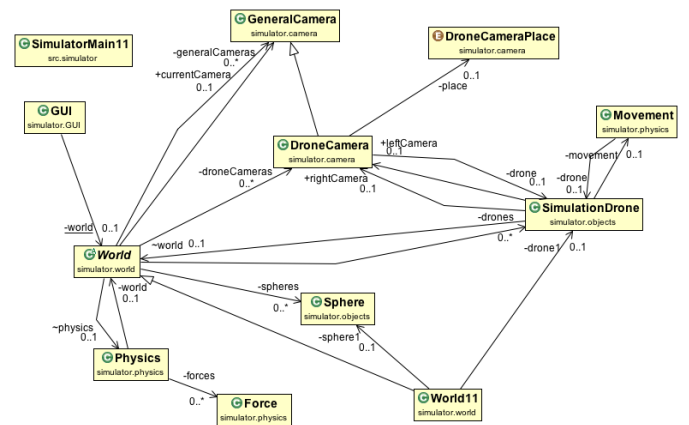 GeneralCamera
simulator.camera
SimulatorMain11
src.simulator
DroneCameraPlace
simulator.camera
-generalCameras
0..*
+currentCamera
0..1
0..1
-place
GUI
simulator.GUI
Movement
simulator.physics
DroneCamera
simulator.camera
+leftCamera
0..1
-movement
0..1
-droneCameras
0..*
+rightCamera
0..1
-drone
0..1
-drone
0..1
SimulationDrone
simulator.objects
-world
0..1
~world
0..1
-drones
0..*
-drone1
0..1
World
simulator.world
-world
0..1
-spheres
0..*
Sphere
simulator.objects
~physics
0..1
-sphere1
0..1
Physics
simulator.physics
-forces
0..*
Force
simulator.physics
World11
simulator.world